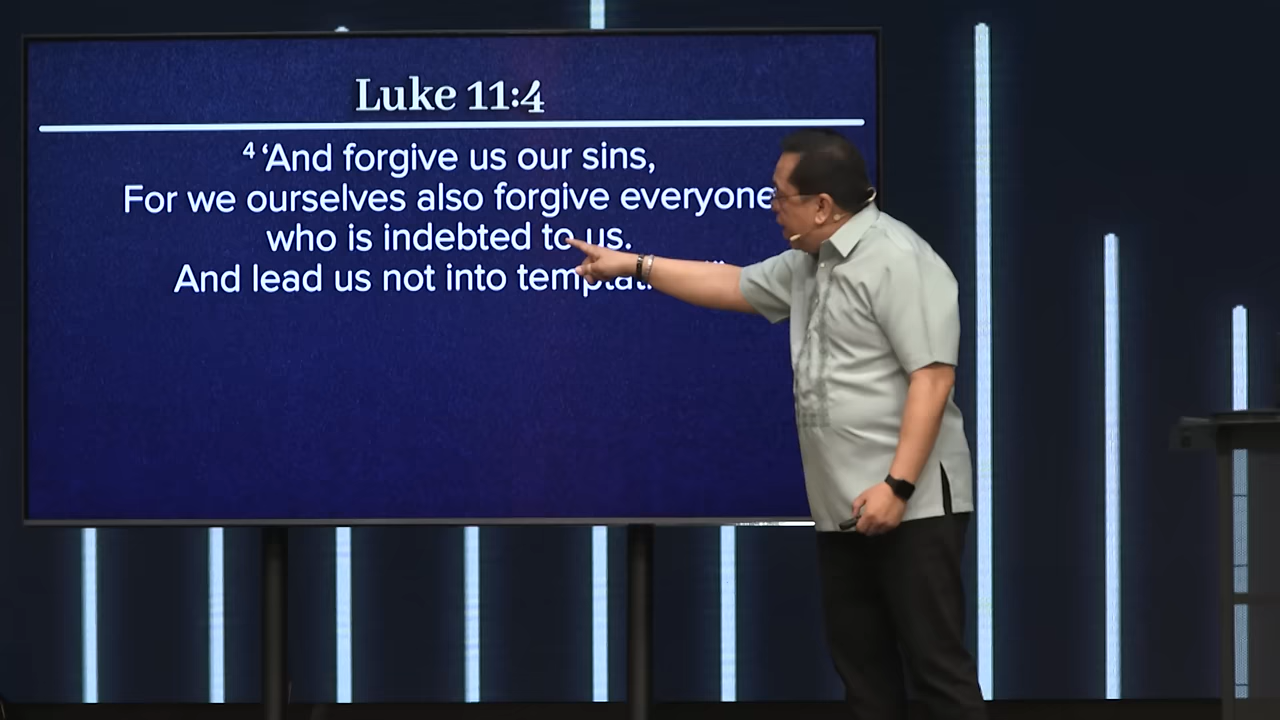 Luke 11:4
4 ‘And forgive us our sins,
For we ourselves also forgive everyone
who is indebted to us.
And lead us not into